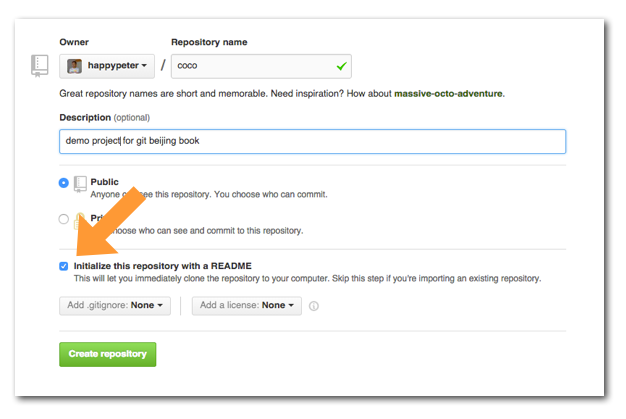 Owner
Repository name
happypeter / coco
Great repository names are short and memorable. Need inspiration? How about massive-octo-adventure.
Description (optional)
demo project for git beijing book
Public
Anyone see this repository. You choose who can commit.
choose who can see and commit to this repository.
Initialize this repository with a README
This will let you immediately clone the repository to your computer. Skip this step if you're importing an existing repository.
Add .gitignore: None
Add a license: None
Create repository